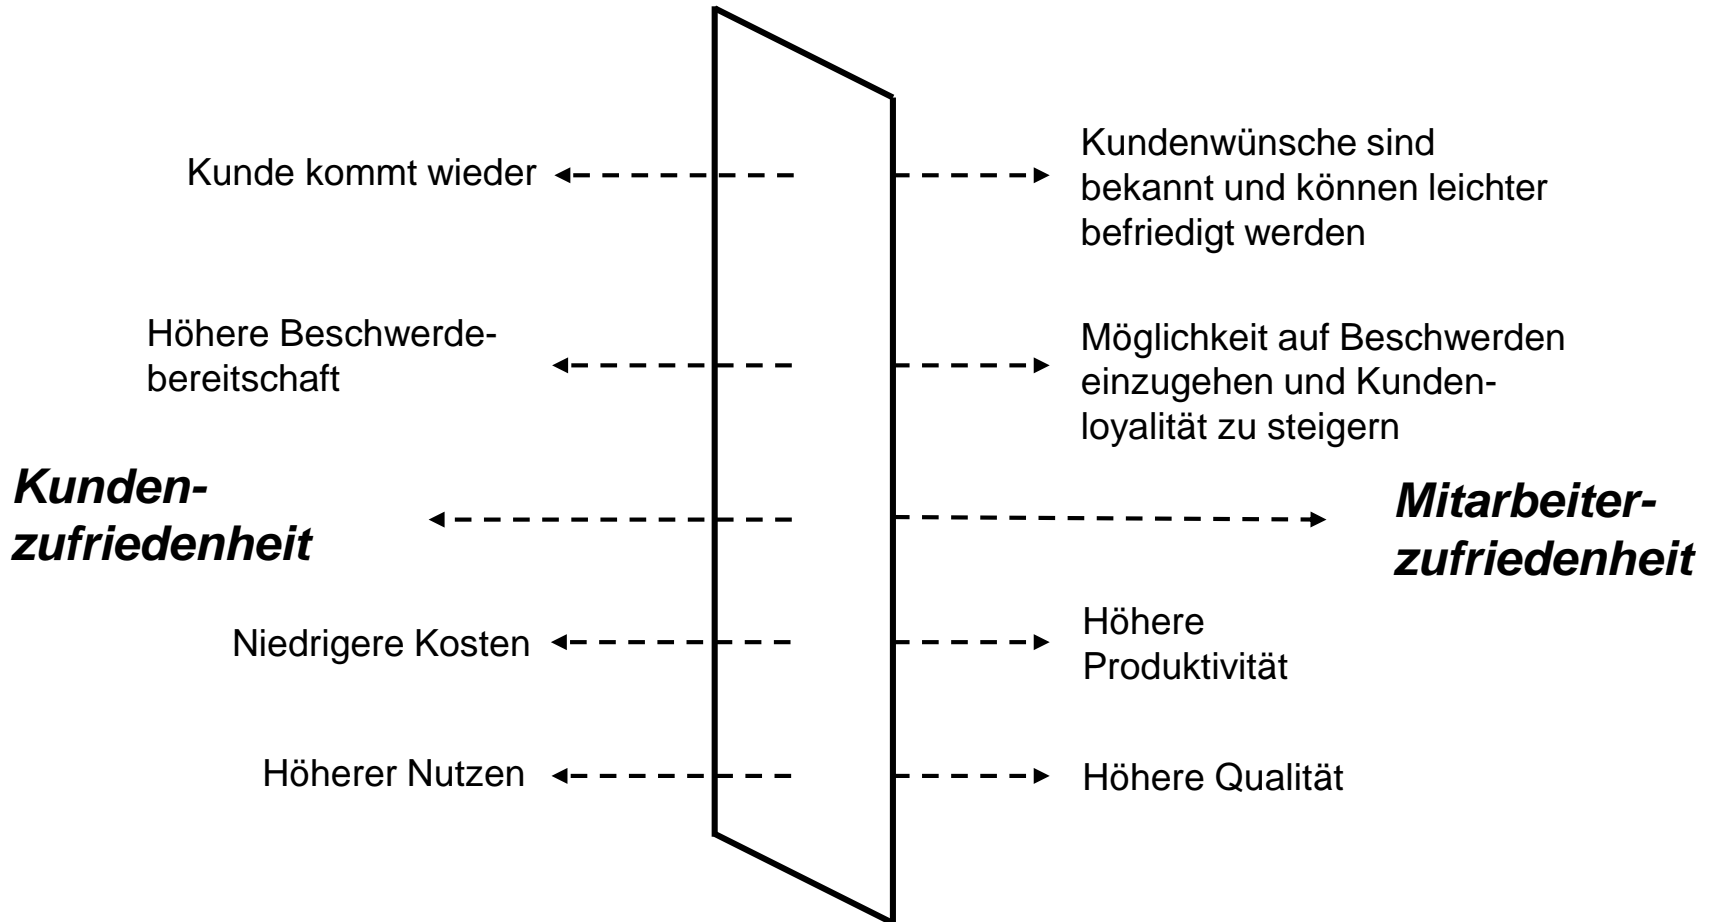 Kunde kommt wieder
Kundenwünsche sind
bekannt und können leichter
befriedigt werden
Höhere Beschwerde-
bereitschaft
Möglichkeit auf Beschwerden
einzugehen und Kunden-
loyalität zu steigern
Kunden-
zufriedenheit
Mitarbeiter-
zufriedenheit
Niedrigere Kosten
Höhere
Produktivität
Höherer Nutzen
Höhere Qualität